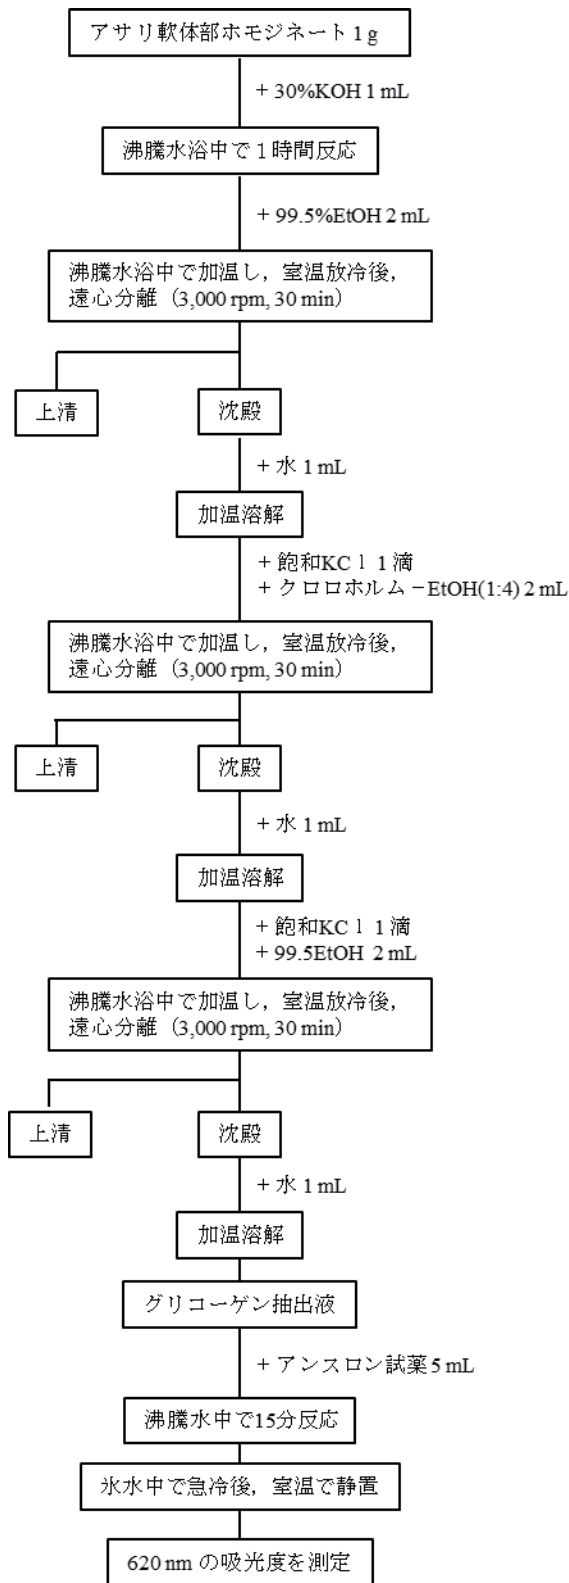 アサリ軟体部ホモジネート 1 g
+ 30%KOH 1 mL
沸騰水浴中で１時間反応
+ 99.5%EtOH 2 mL
沸騰水浴中で加温し，室温放冷後，
遠心分離（3,000 rpm, 30 min）
上清
沈殿
+ 水 1 mL
加温溶解
+ 飽和KCｌ 1 滴
+ クロロホルム－EtOH(1:4) 2 mL
沸騰水浴中で加温し，室温放冷後，
遠心分離（3,000 rpm, 30 min）
上清
沈殿
+ 水 1 mL
加温溶解
+ 飽和KCｌ 1 滴
+ 99.5EtOH 2 mL
沸騰水浴中で加温し，室温放冷後，
遠心分離（3,000 rpm, 30 min）
上清
沈殿
+ 水 1 mL
加温溶解
グリコーゲン抽出液
+ アンスロン試薬 5 mL
沸騰水中で15分反応
氷水中で急冷後，室温で静置
620 nm の吸光度を測定